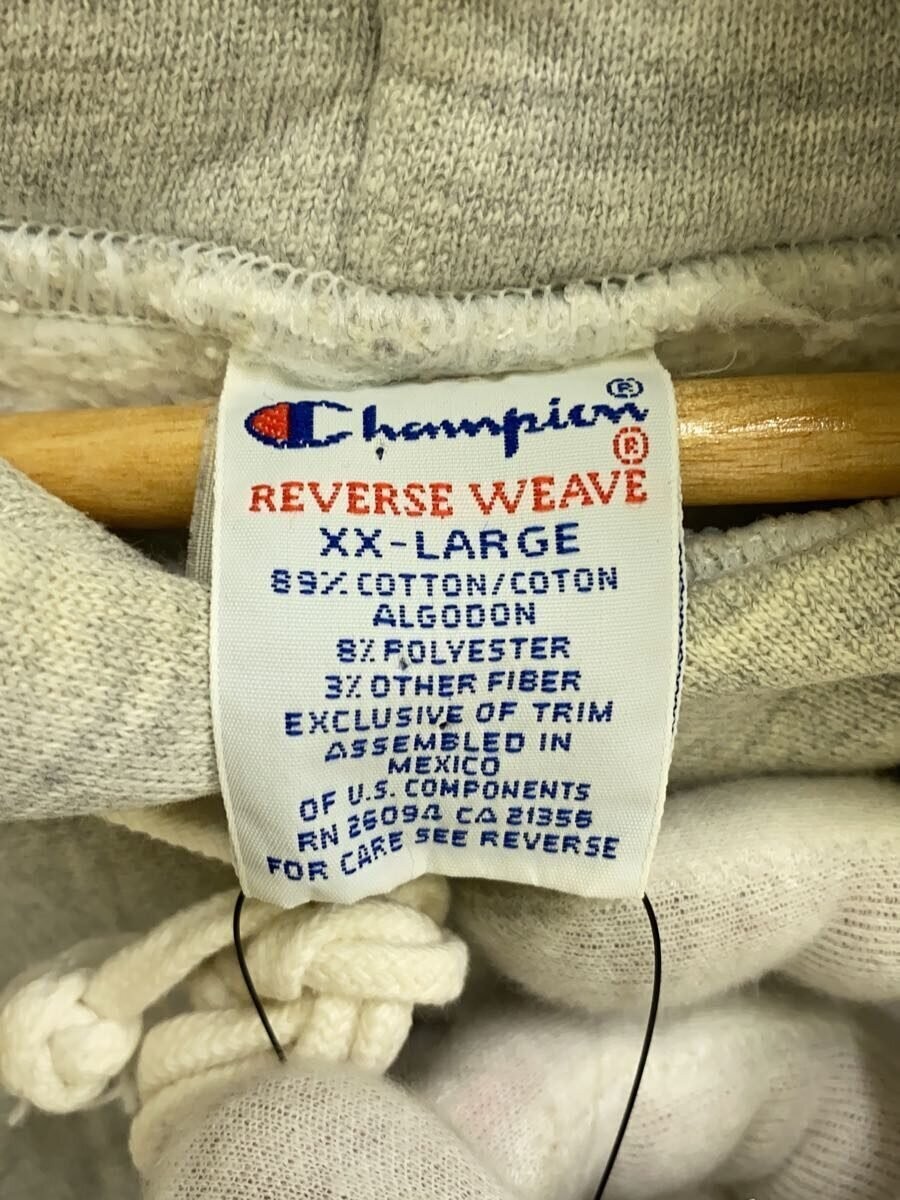 Champion®
®
REVERSE WEAVE
XX-LARGE
89% COTTON/COTON
ALGODON
8% POLYESTER
3% OTHER FIBER
EXCLUSIVE OF TRIM
ASSEMBLED IN
MEXICO
OF U.S. COMPONENTS
RN 26094 CA 21356
FOR CARE SEE REVERSE